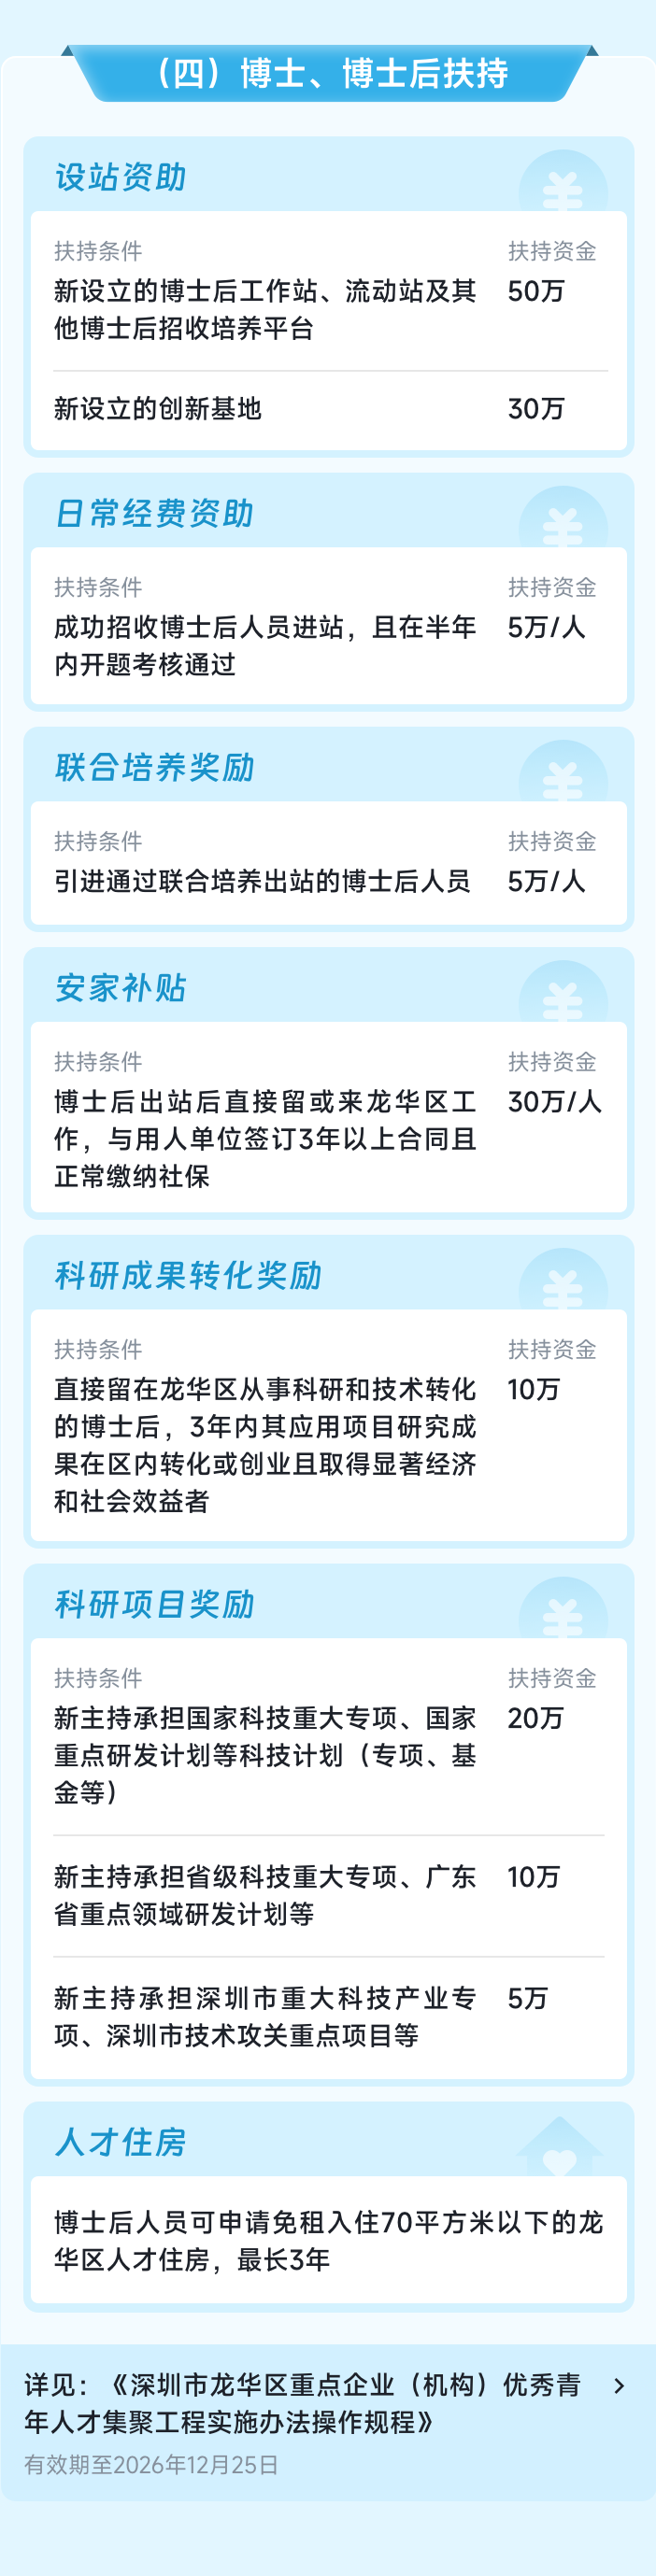 （四）博士、博士后扶持
设站资助
扶持条件 扶持资金
新设立的博士后工作站、流动站及其 50万
他博士后招收培养平台
新设立的创新基地 30万
日常经费资助
扶持条件 扶持资金
成功招收博士后人员进站，且在半年 5万/人
内开题考核通过
联合培养奖励
扶持条件 扶持资金
引进通过联合培养出站的博士后人员 5万/人
安家补贴
扶持条件 扶持资金
博士后出站后直接留或来龙华区工 30万/人
作，与用人单位签订3年以上合同且
正常缴纳社保
科研成果转化奖励
扶持条件 扶持资金
直接留在龙华区从事科研和技术转化 10万
的博士后，3年内其应用项目研究成
果在区内转化或创业且取得显著经济
和社会效益者
科研项目奖励
扶持条件 扶持资金
新主持承担国家科技重大专项、国家 20万
重点研发计划等科技计划（专项、基
金等）
新主持承担省级科技重大专项、广东 10万
省重点领域研发计划等
新主持承担深圳市重大科技产业专 5万
项、深圳市技术攻关重点项目等
人才住房
博士后人员可申请免租入住70平方米以下的龙
华区人才住房，最长3年
详见：《深圳市龙华区重点企业（机构）优秀青
年人才集聚工程实施办法操作规程》
有效期至2026年12月25日